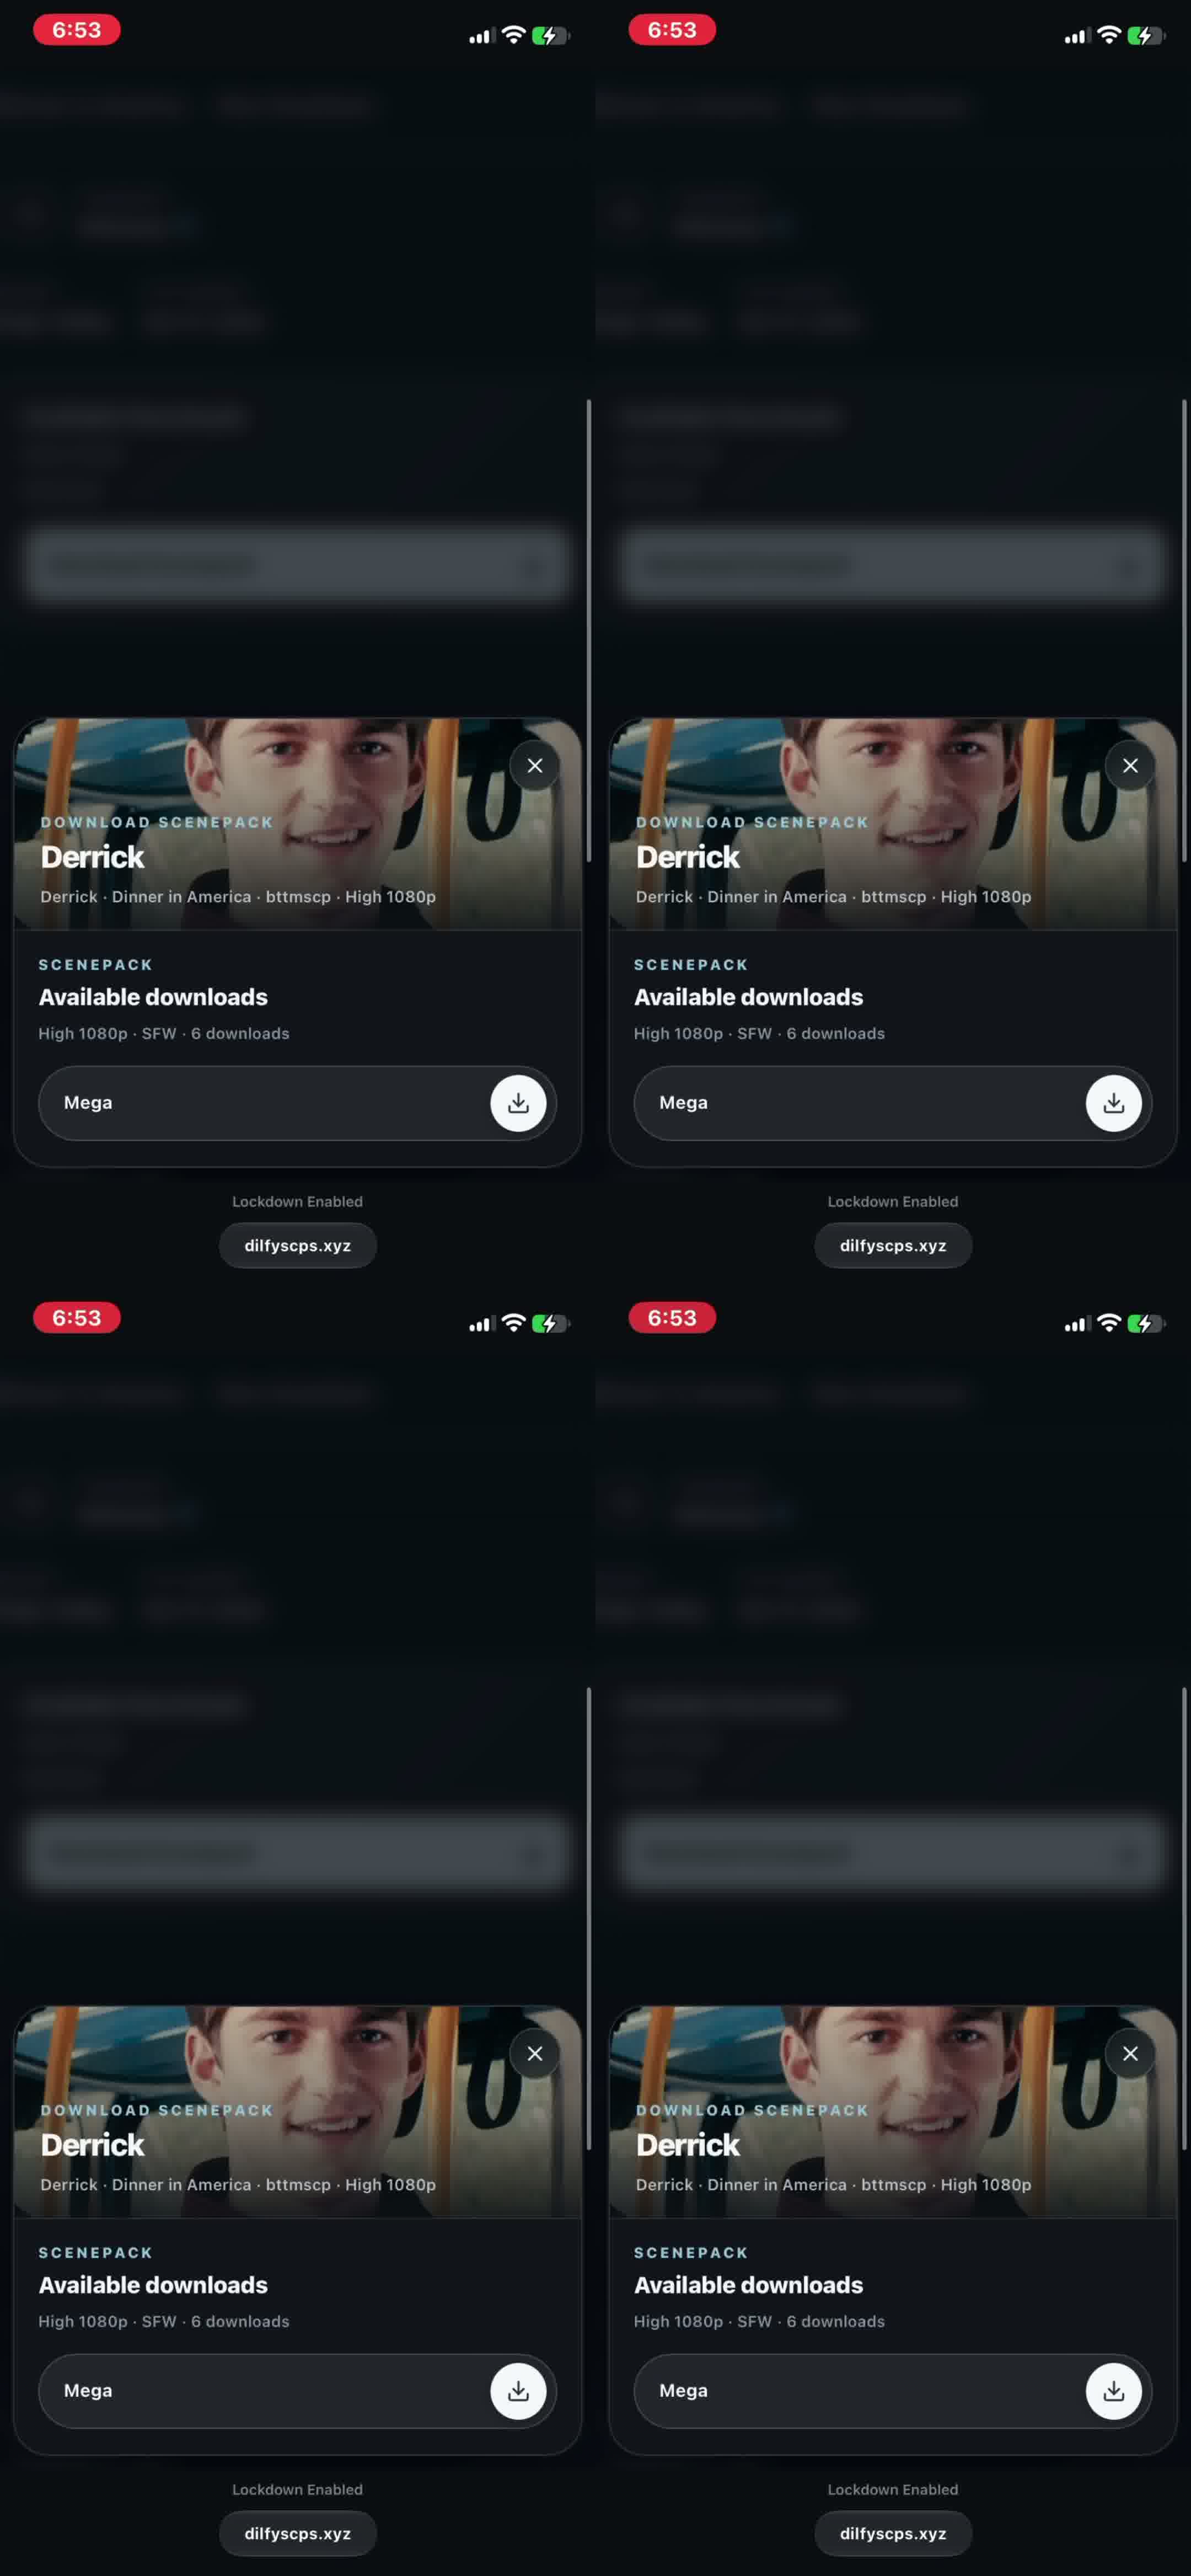 6:53
DOWNLOAD SCENEPACK
Derrick
Derrick · Dinner in America · bttmscp · High 1080p
SCENEPACK
Available downloads
High 1080p · SFW · 6 downloads
Mega
Lockdown Enabled
dilfyscps.xyz
6:53
DOWNLOAD SCENEPACK
Derrick
Derrick · Dinner in America · bttmscp · High 1080p
SCENEPACK
Available downloads
High 1080p · SFW · 6 downloads
Mega
Lockdown Enabled
dilfyscps.xyz
6:53
DOWNLOAD SCENEPACK
Derrick
Derrick · Dinner in America · bttmscp · High 1080p
SCENEPACK
Available downloads
High 1080p · SFW · 6 downloads
Mega
Lockdown Enabled
dilfyscps.xyz
6:53
DOWNLOAD SCENEPACK
Derrick
Derrick · Dinner in America · bttmscp · High 1080p
SCENEPACK
Available downloads
High 1080p · SFW · 6 downloads
Mega
Lockdown Enabled
dilfyscps.xyz